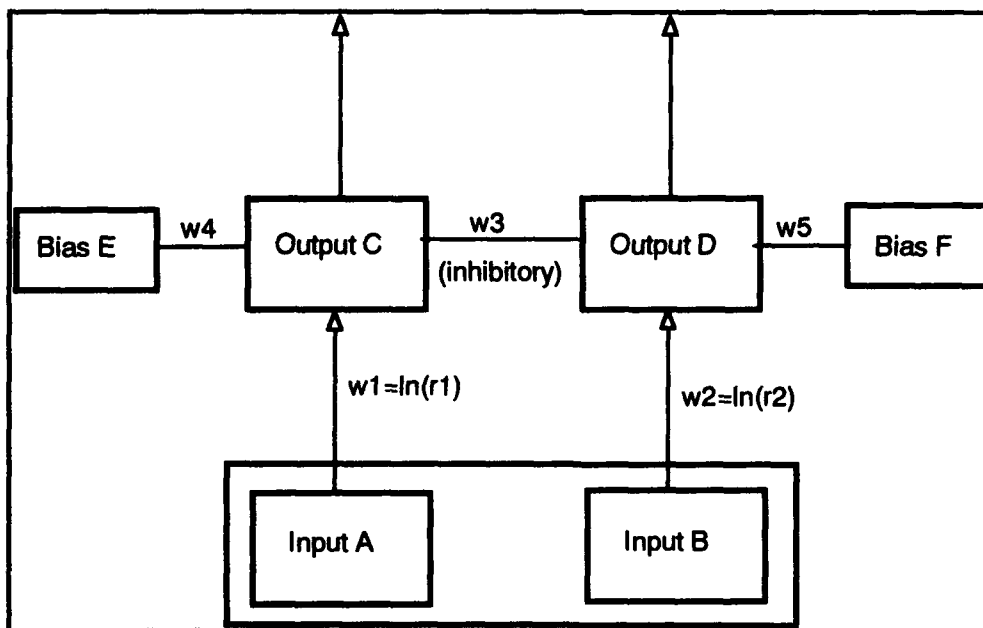 Bias E
w4
Output C
w3
(inhibitory)
Output D
w5
Bias F
w1=ln(r1)
w2=ln(r2)
Input A
Input B